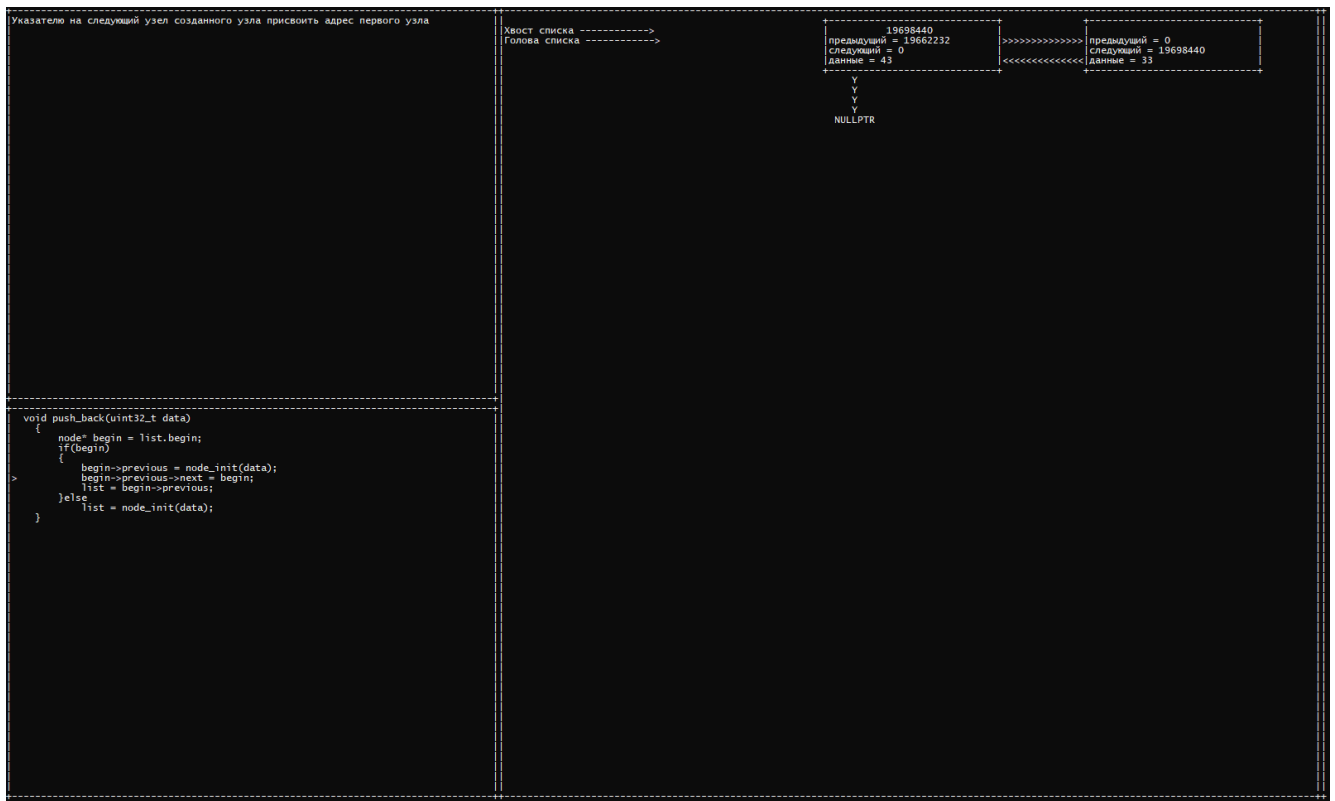 Указателю на следующий узел созданного узла присвоить адрес первого узла
Хвост списка ------------>
Голова списка ------------>
19698440
предыдущий = 19662232
следующий = 0
данные = 43
>>>>>>>>>>>>>>
<<<<<<<<<<<<<<
предыдущий = 0
следующий = 19698440
данные = 33
Y
Y
Y
Y
NULLPTR
void push_back(uint32_t data)
{
node* begin = list.begin;
if(begin)
{
begin->previous = node_init(data);
> begin->previous->next = begin;
list = begin->previous;
}else
list = node_init(data);
}